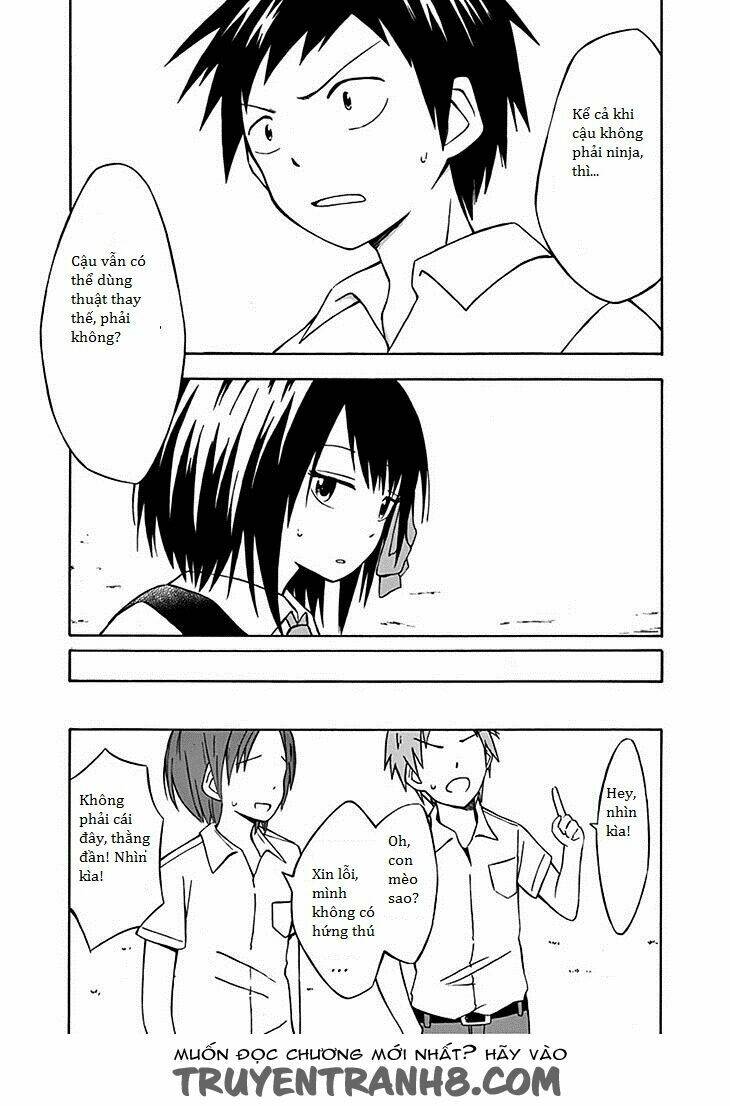 Kể cả khi
cậu không
phải ninja,
thì...
Cậu vẫn có
thể dùng
thuật thay
thế, phải
không?
Hey,
nhìn
kìa!
Oh,
con
mèo
sao?
Xin lỗi,
mình
không có
hứng thú
...
Không
phải cái
đây, thằng
đần! Nhìn
kìa!
MUỐN ĐỌC CHƯƠNG MỚI NHẤT? HÃY VÀO
TRUYENTRANH8.COM